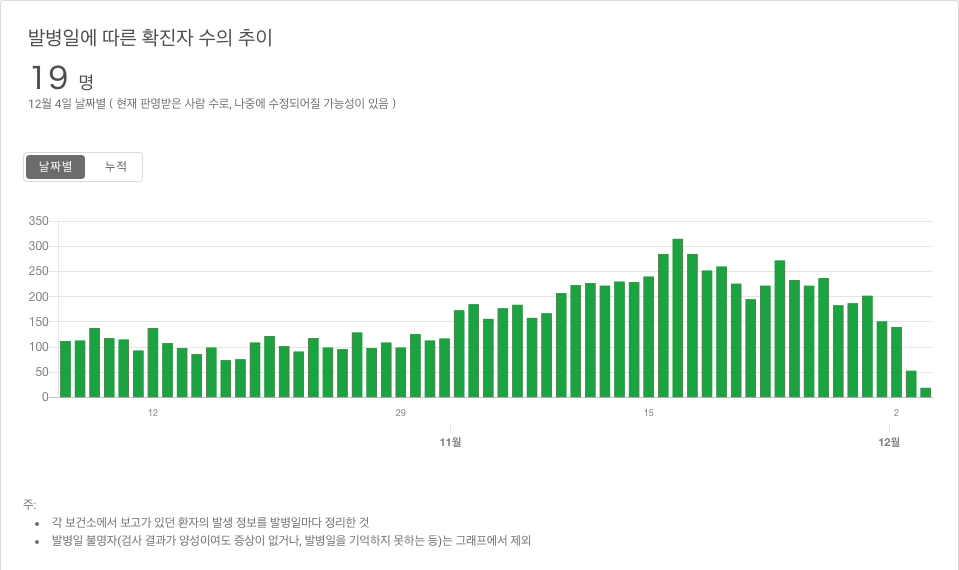 발병일에 따른 확진자 수의 추이
19 명
12월 4일 날짜별 ( 현재 판명받은 사람 수로, 나중에 수정되어질 가능성이 있음 )
날짜별 누적
350
300
250
200
150
100
50
0
12 29 15 2
11월 12월
주:
• 각 보건소에서 보고가 있던 환자의 발생 정보를 발병일마다 정리한 것
• 발병일 불명자(검사 결과가 양성이여도 증상이 없거나, 발병일을 기억하지 못하는 등)는 그래프에서 제외